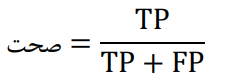 صحت = TP / (TP + FP)